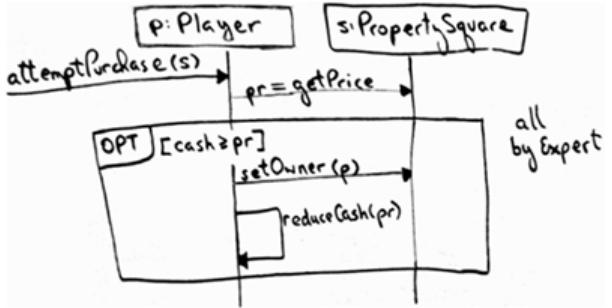 p: Player
s: PropertySquare
attemptPurchase(s)
pr = getPrice
OPT [cash ≥ pr]
all
by Expert
setOwner(p)
reduceCash(pr)